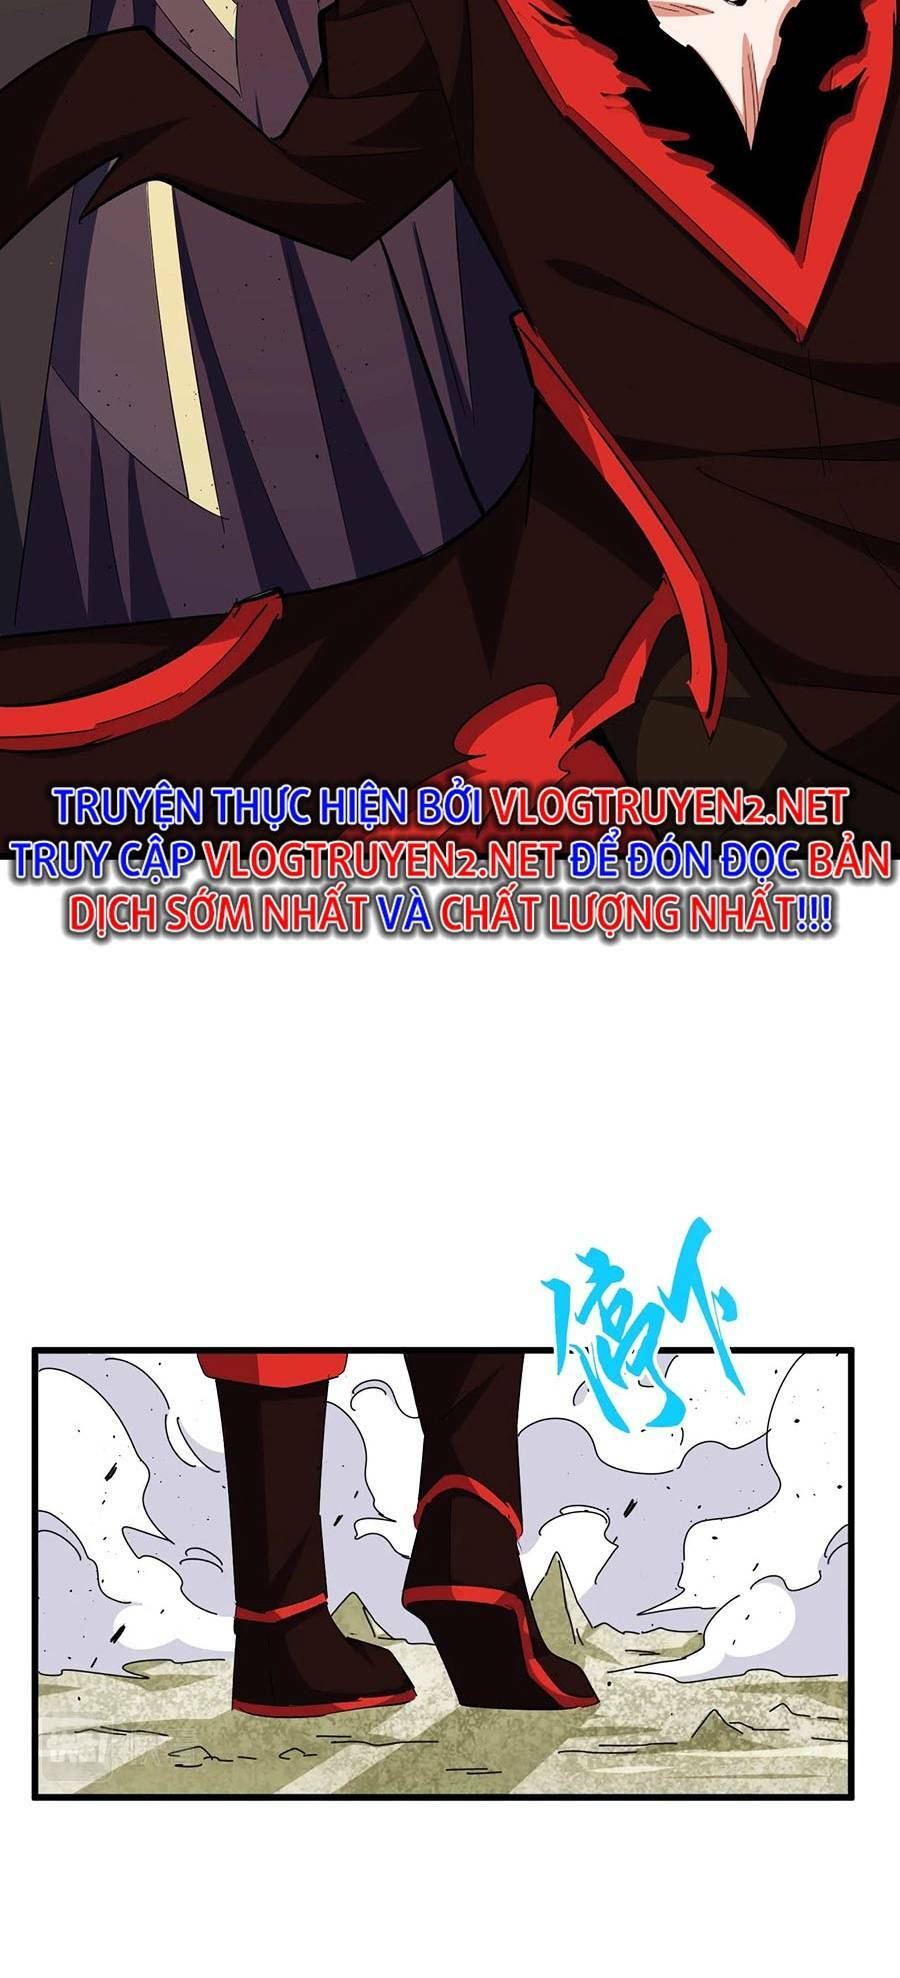 TRUYỆN THỰC HIỆN BỞI VLOGTRUYEN2.NET
TRUY CẬP VLOGTRUYEN2.NET ĐỂ ĐÓN ĐỌC BẢN
DỊCH SỚM NHẤT VÀ CHẤT LƯỢNG NHẤT!!!
停下